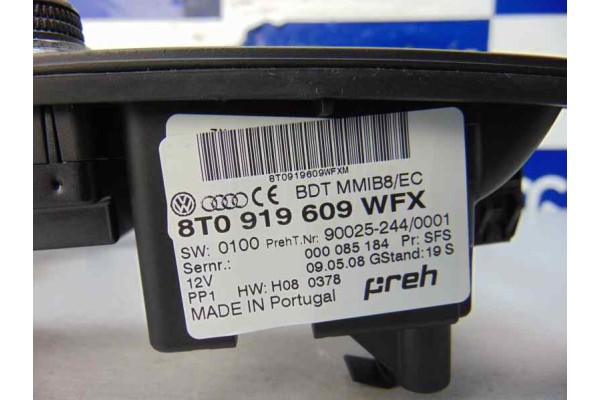 8T0919609WFXM
CE BDT MMIB8/EC
8T0 919 609 WFX
SW: 0100 PrehT.Nr: 90025-244/0001
Sernr.: 000 085 184 Pr: SFS
12V 09.05.08 GStand: 19 S
PP1 HW: H08 0378
MADE IN Portugal preh